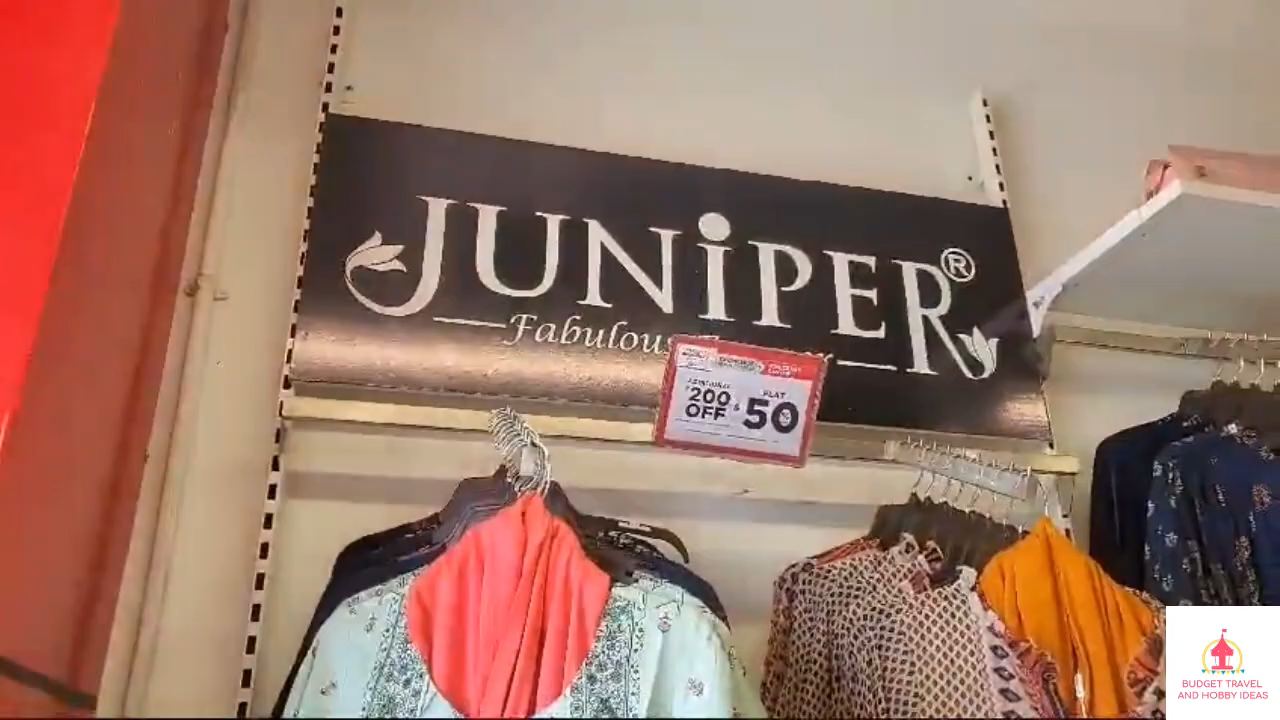 JUNiPER®
Fabulous
200
OFF
&
FLAT
50%
BUDGET TRAVEL
AND HOBBY IDEAS